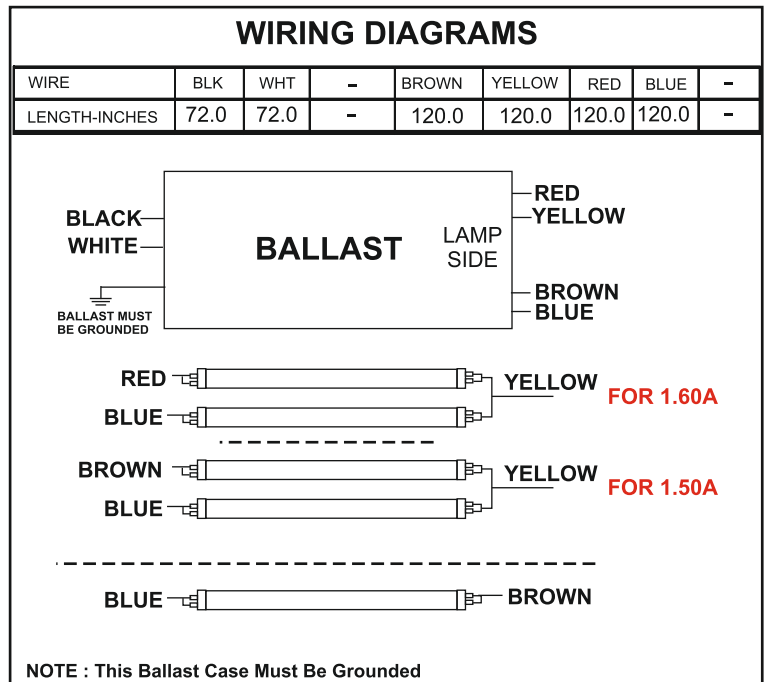 WIRING DIAGRAMS
WIRE BLK WHT - BROWN YELLOW RED BLUE -
LENGTH-INCHES 72.0 72.0 - 120.0 120.0 120.0 120.0 -
RED
BLACK
YELLOW
WHITE
BALLAST
LAMP
SIDE
BROWN
BLUE
BALLAST MUST
BE GROUNDED
RED
YELLOW
FOR 1.60A
BLUE
BROWN
YELLOW
FOR 1.50A
BLUE
BLUE
BROWN
NOTE : This Ballast Case Must Be Grounded